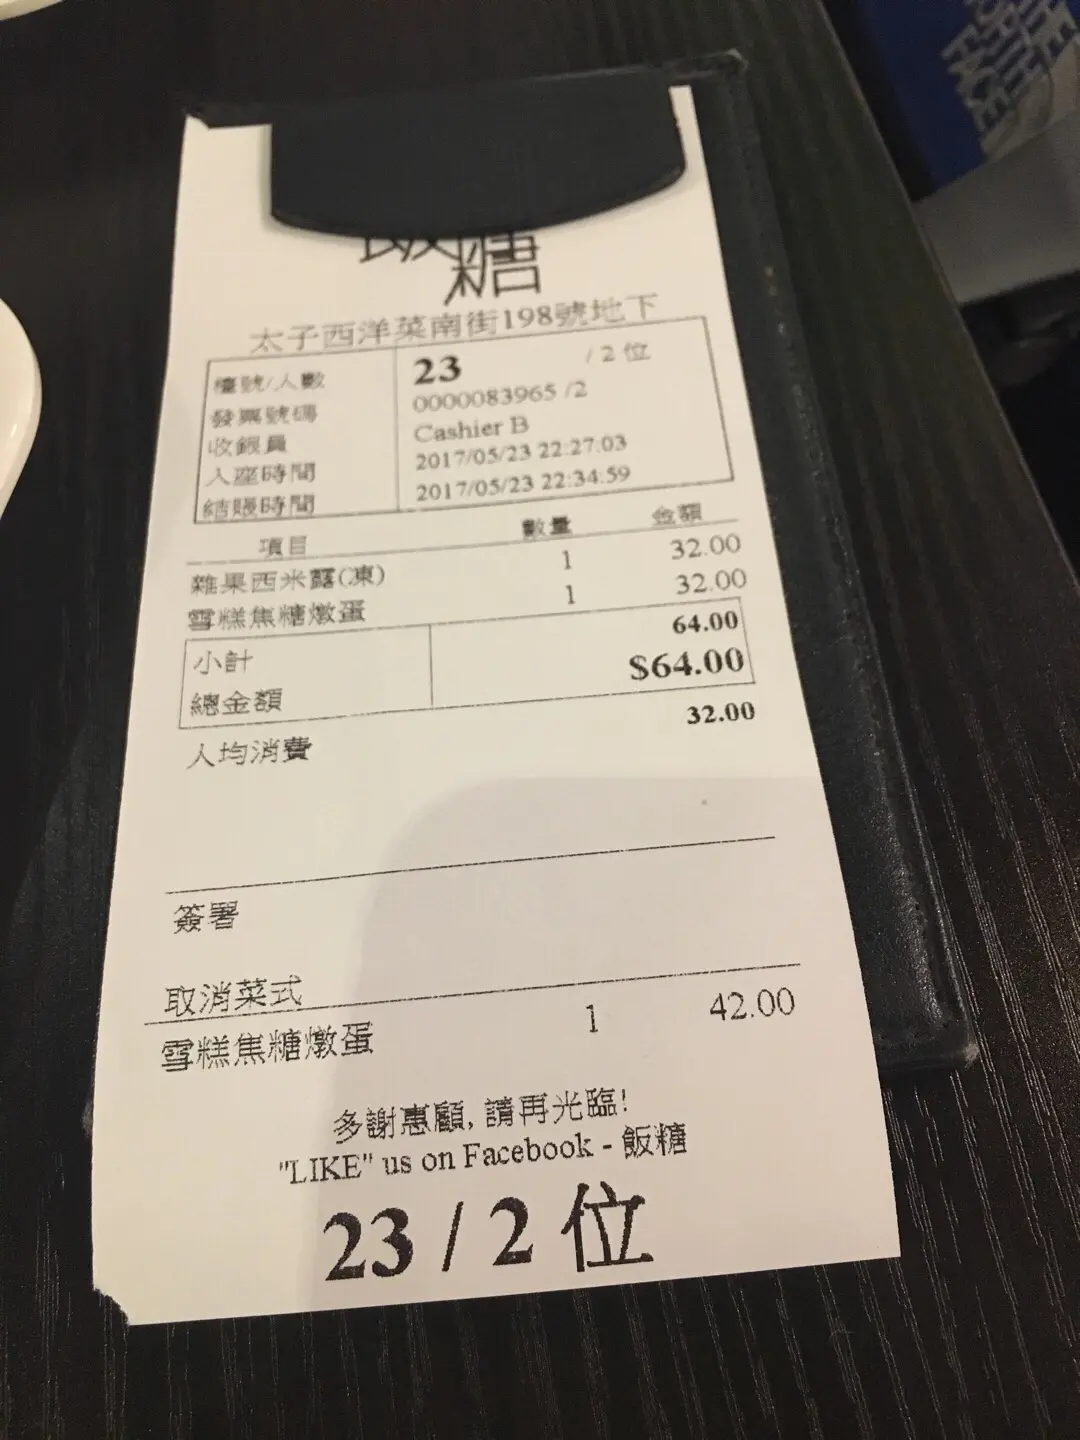 飯糖
太子西洋菜南街198號地下
檯號/人數 23 / 2 位
發票號碼 0000083965 /2
收銀員 Cashier B
入座時間 2017/05/23 22:27:03
結賬時間 2017/05/23 22:34:59
項目 數量 金額
雜果西米露(凍) 1 32.00
雪糕焦糖燉蛋 1 32.00
小計 64.00
總金額 $64.00
人均消費 32.00
簽署
取消菜式
雪糕焦糖燉蛋 1 42.00
多謝惠顧, 請再光臨!
"LIKE" us on Facebook - 飯糖
23 / 2 位
THE
NORTH
FACE